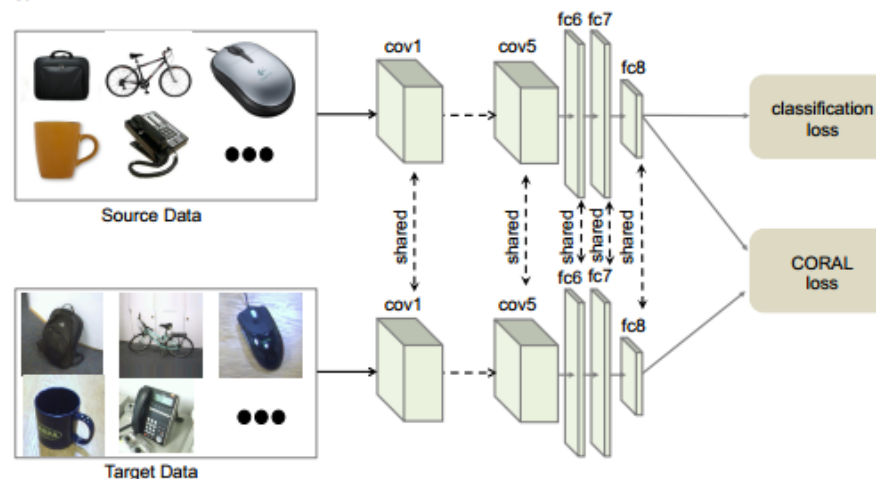 cov1
cov5
fc6
fc7
fc8
classification
loss
Source Data
shared
shared
shared
shared
shared
CORAL
loss
cov1
cov5
fc6
fc7
fc8
Target Data